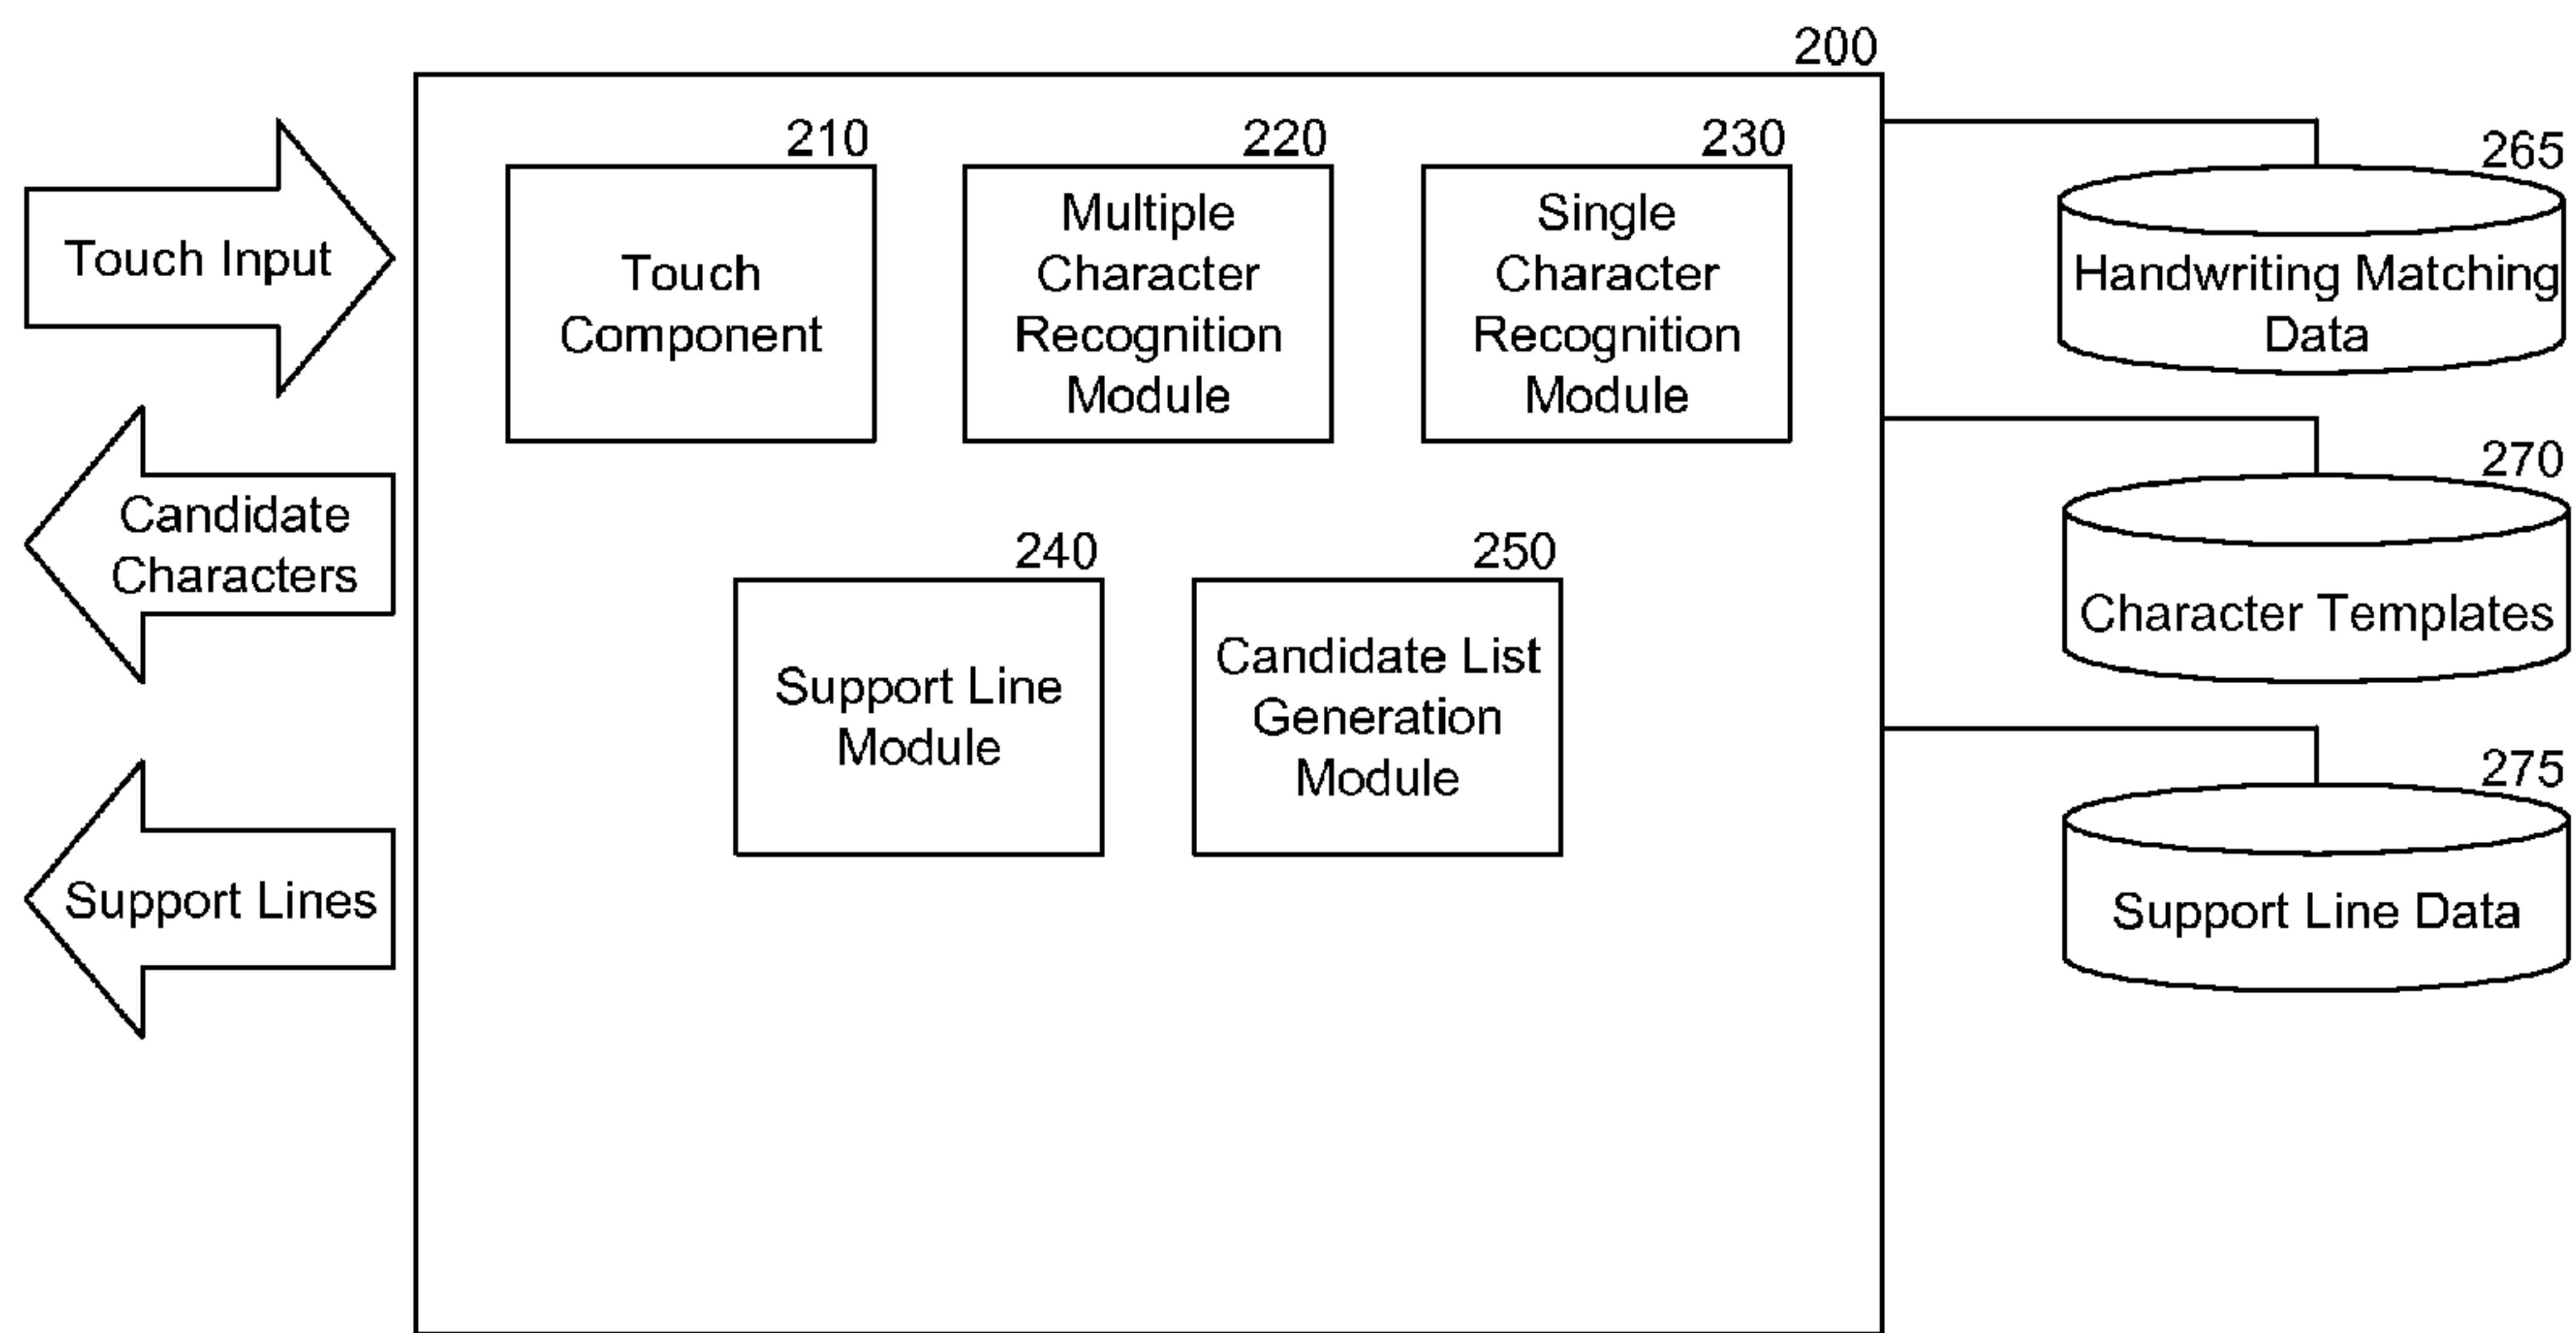 200
210
220
230
265
Touch Input
Touch
Component
Multiple
Character
Recognition
Module
Single
Character
Recognition
Module
Handwriting Matching
Data
270
Candidate
Characters
240
250
Character Templates
Support Line
Module
Candidate List
Generation
Module
275
Support Lines
Support Line Data